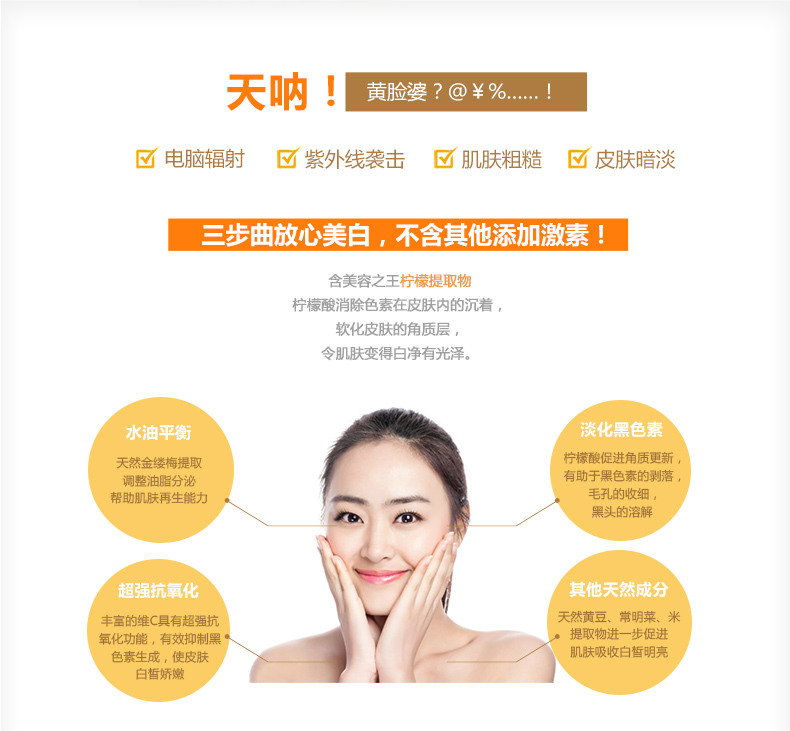 天呐！
黄脸婆？@￥%……！
电脑辐射
紫外线袭击
肌肤粗糙
皮肤暗淡
三步曲放心美白，不含其他添加激素！
含美容之王柠檬提取物
柠檬酸消除色素在皮肤内的沉着，
软化皮肤的角质层，
令肌肤变得白净有光泽。
水油平衡
天然金缕梅提取
调整油脂分泌
帮助肌肤再生能力
淡化黑色素
柠檬酸促进角质更新，
有助于黑色素的剥落，
毛孔的收细，
黑头的溶解
超强抗氧化
丰富的维C具有超强抗
氧化功能，有效抑制黑
色素生成，使皮肤
白皙娇嫩
其他天然成分
天然黄豆、常明菜、米
提取物进一步促进
肌肤吸收白皙明亮